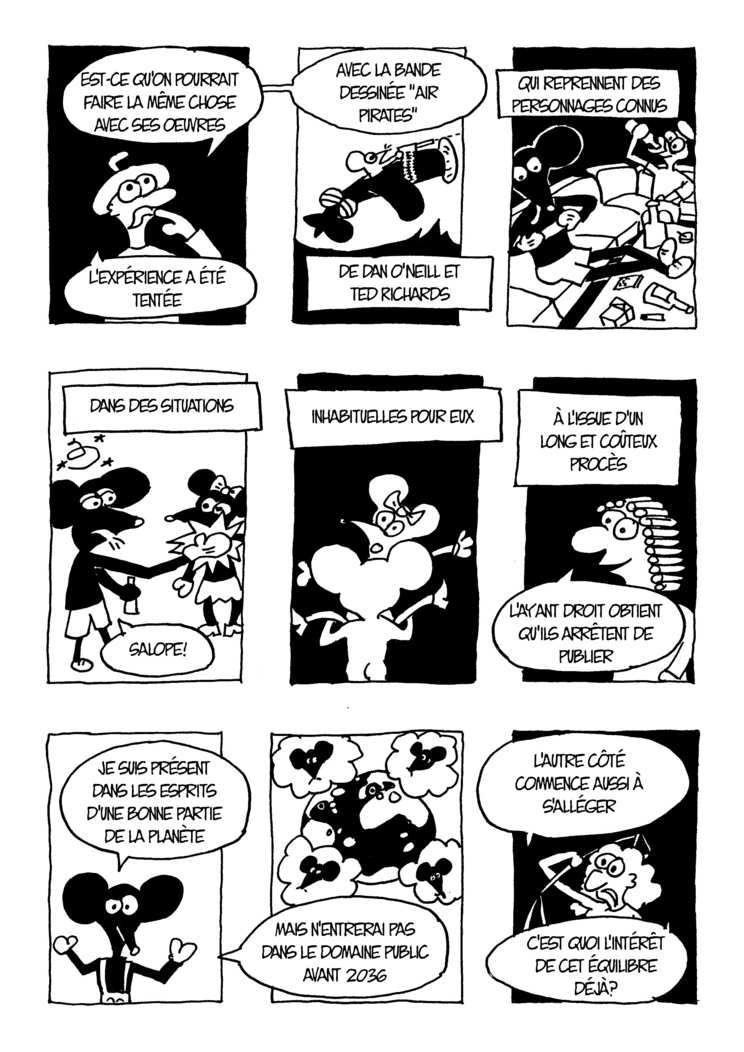 EST-CE QU'ON POURRAIT
FAIRE LA MÊME CHOSE
AVEC SES OEUVRES
L'EXPÉRIENCE A ÉTÉ
TENTÉE
AVEC LA BANDE
DESSINÉE "AIR
PIRATES"
DE DAN O'NEILL ET
TED RICHARDS
QUI REPRENNENT DES
PERSONNAGES CONNUS
DANS DES SITUATIONS
SALOPE!
INHABITUELLES POUR EUX
À L'ISSUE D'UN
LONG ET COÛTEUX
PROCÈS
L'AYANT DROIT OBTIENT
QU'ILS ARRÊTENT DE
PUBLIER
JE SUIS PRÉSENT
DANS LES ESPRITS
D'UNE BONNE PARTIE
DE LA PLANÈTE
MAIS N'ENTRERAI PAS
DANS LE DOMAINE PUBLIC
AVANT 2036
L'AUTRE CÔTÉ
COMMENCE AUSSI À
S'ALLÉGER
C'EST QUOI L'INTÉRÊT
DE CET ÉQUILIBRE
DÉJÀ?